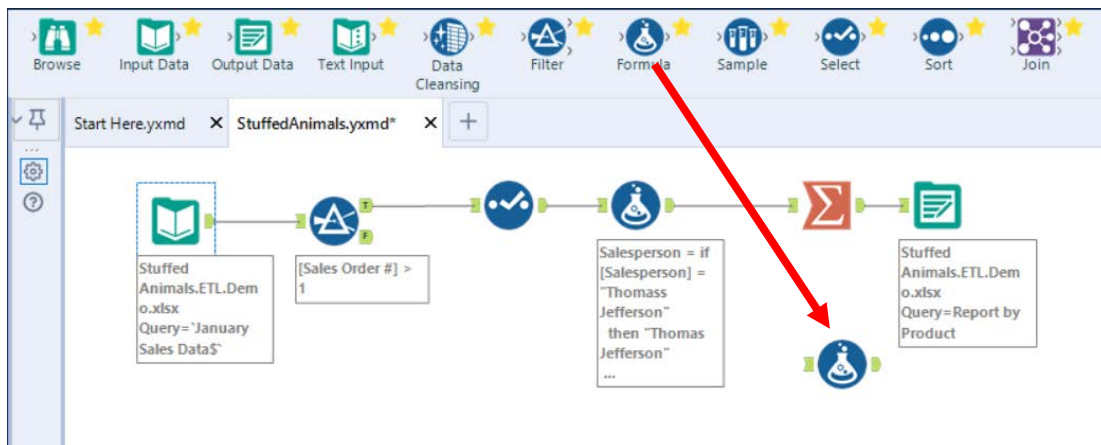 Browse
Input Data
Output Data
Text Input
Data
Cleansing
Filter
Formula
Sample
Select
Sort
Join
Start Here.yxmd
StuffedAnimals.yxmd*
Stuffed
Animals.ETL.Dem
o.xlsx
Query=`January
Sales Data$`
T
F
[Sales Order #] >
1
Salesperson = if
[Salesperson] =
"Thomass
Jefferson"
then "Thomas
Jefferson"
...
Stuffed
Animals.ETL.Dem
o.xlsx
Query=Report by
Product